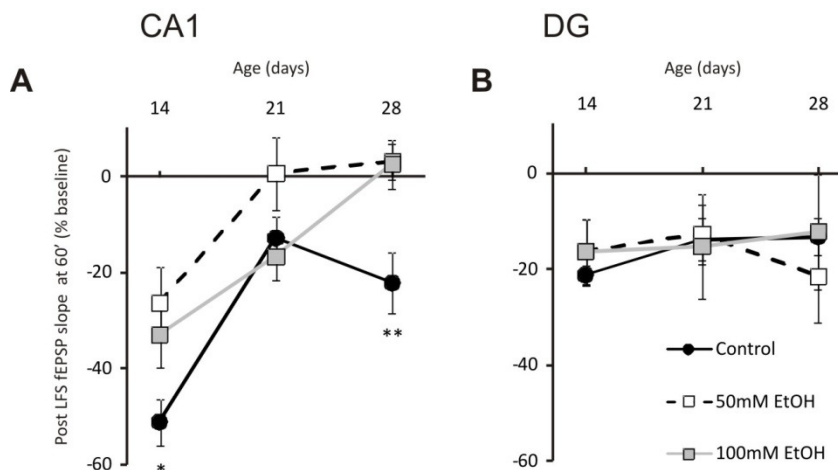 CA1
DG
A
Age (days)
14 21 28
B
Age (days)
14 21 28
Post LFS fEPSP slope at 60' (% baseline)
0
-20
-40
-60
*
**
0
-20
-40
-60
Control
50mM EtOH
100mM EtOH